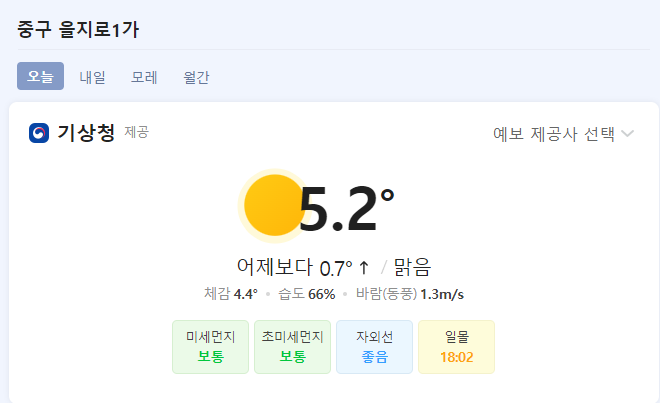 중구 을지로1가
오늘 내일 모레 월간
기상청 제공 예보 제공사 선택
5.2°
어제보다 0.7° ↑ / 맑음
체감 4.4° • 습도 66% • 바람(동풍) 1.3m/s
미세먼지 초미세먼지 자외선 일몰
보통 보통 좋음 18:02